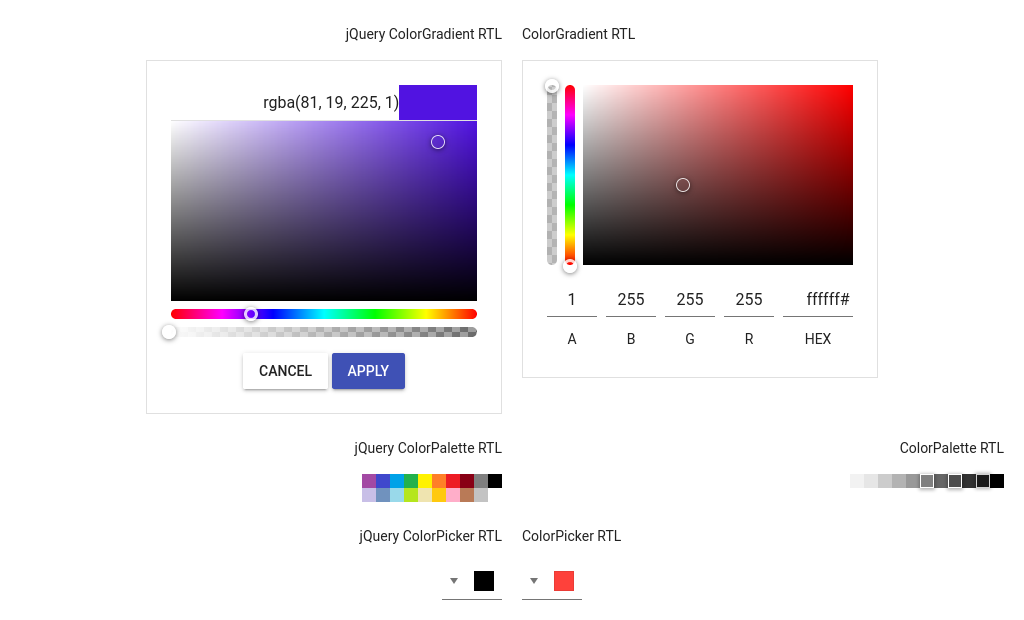 jQuery ColorGradient RTL
ColorGradient RTL
rgba(81, 19, 225, 1)
CANCEL APPLY
1 255 255 255 ffffff#
A B G R HEX
jQuery ColorPalette RTL
ColorPalette RTL
jQuery ColorPicker RTL
ColorPicker RTL